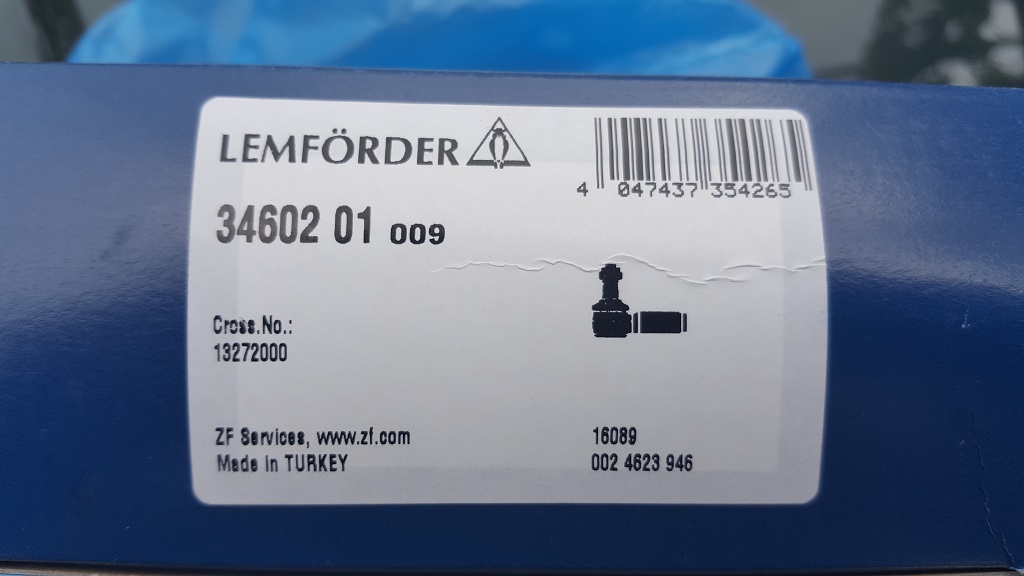 LEMFÖRDER
4 047437 354265
34602 01 009
Cross.No.:
13272000
ZF Services, www.zf.com
Made in TURKEY
16089
002 4623 946